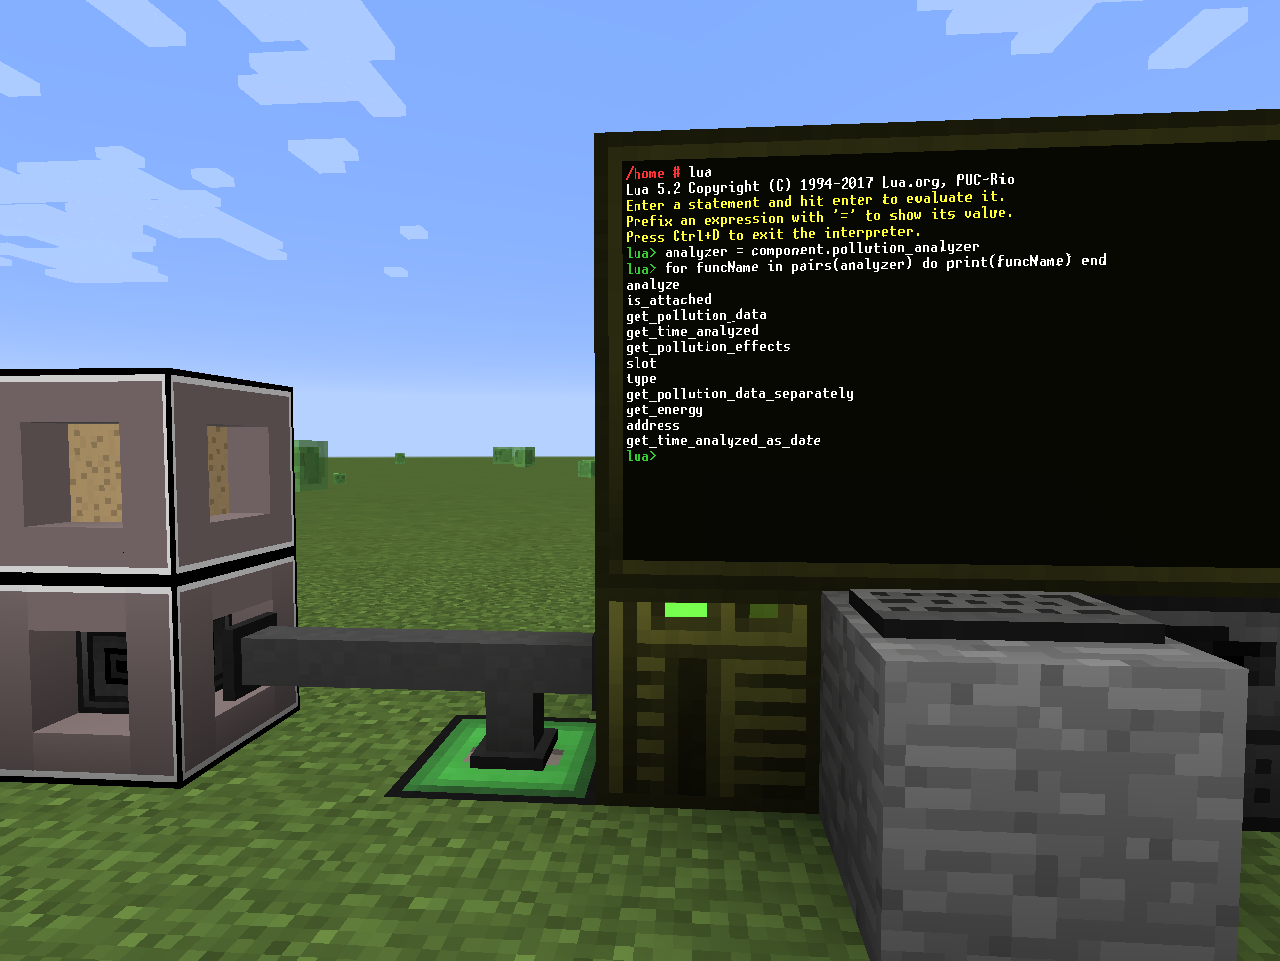 /home # lua
Lua 5.2 Copyright (C) 1994-2017 Lua.org, PUC-Rio
Enter a statement and hit enter to evaluate it.
Prefix an expression with '=' to show its value.
Press Ctrl+D to exit the interpreter.
lua> analyzer = component.pollution_analyzer
lua> for funcName in pairs(analyzer) do print(funcName) end
analyze
is_attached
get_pollution_data
get_time_analyzed
get_pollution_effects
slot
type
get_pollution_data_separately
get_energy
address
get_time_analyzed_as_date
lua>